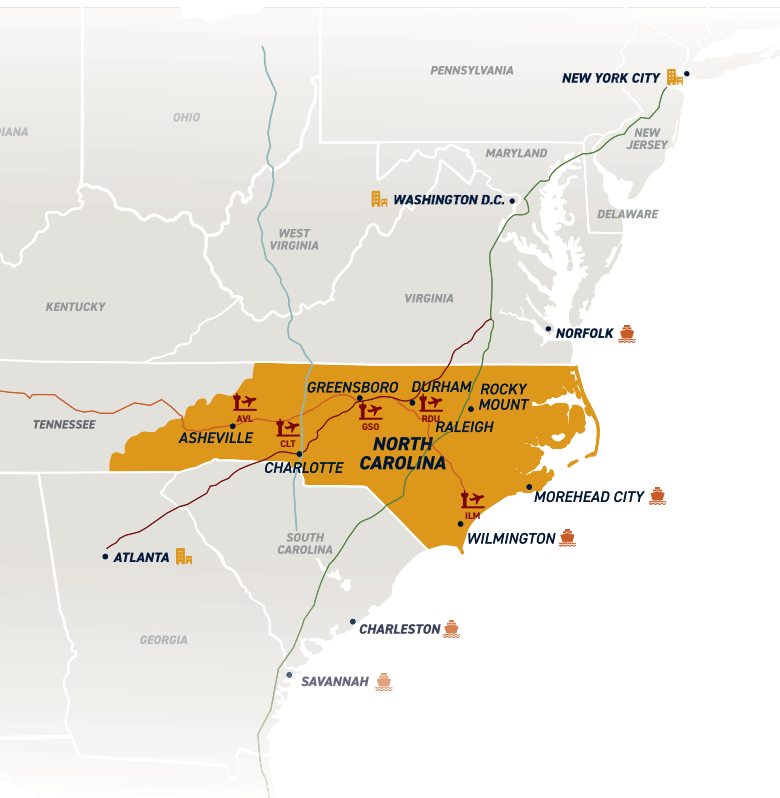 PENNSYLVANIA
NEW YORK CITY
OHIO
IANA
NEW
JERSEY
MARYLAND
WASHINGTON D.C.
DELAWARE
WEST
VIRGINIA
VIRGINIA
KENTUCKY
NORFOLK
GREENSBORO
DURHAM
ROCKY
MOUNT
AVL
GSO
RDU
TENNESSEE
ASHEVILLE
CLT
RALEIGH
NORTH
CAROLINA
CHARLOTTE
MOREHEAD CITY
ILM
WILMINGTON
SOUTH
CAROLINA
ATLANTA
CHARLESTON
GEORGIA
SAVANNAH